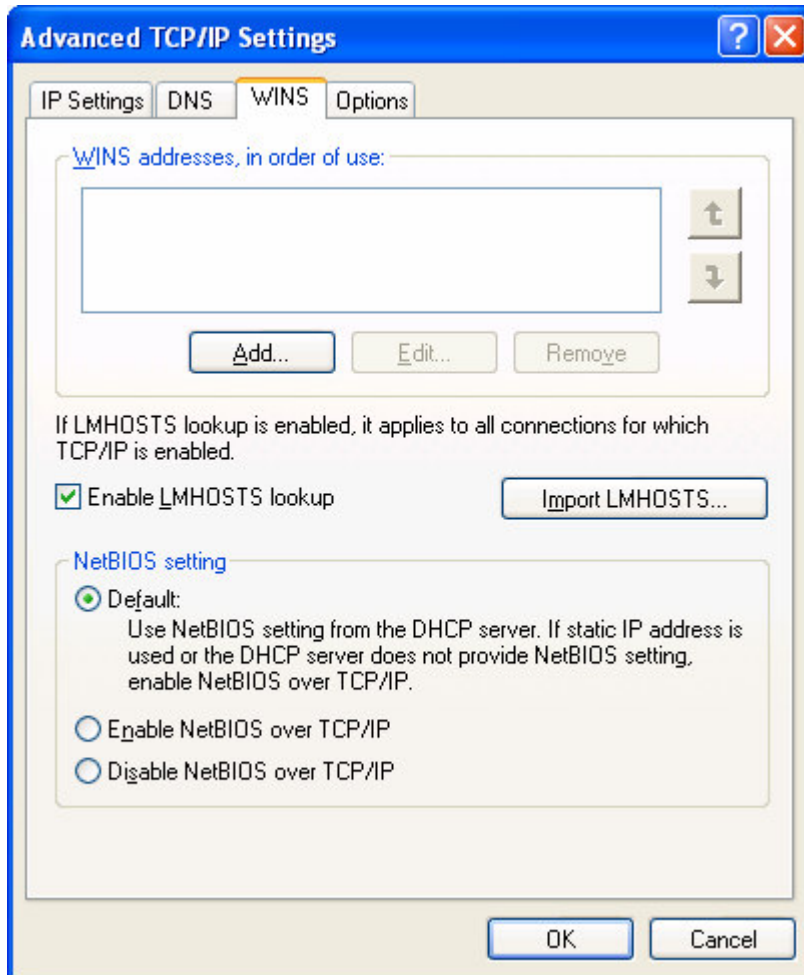 Advanced TCP/IP Settings
IP Settings DNS WINS Options
WINS addresses, in order of use:
Add... Edit... Remove
If LMHOSTS lookup is enabled, it applies to all connections for which
TCP/IP is enabled.
Enable LMHOSTS lookup
Import LMHOSTS...
NetBIOS setting
Default:
Use NetBIOS setting from the DHCP server. If static IP address is
used or the DHCP server does not provide NetBIOS setting,
enable NetBIOS over TCP/IP.
Enable NetBIOS over TCP/IP
Disable NetBIOS over TCP/IP
OK Cancel